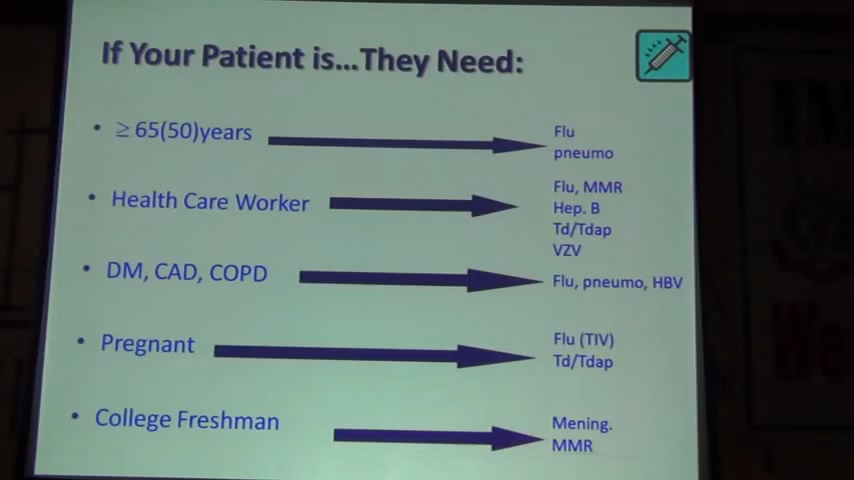 If Your Patient is...They Need:
• ≥ 65(50)years
Flu
pneumo
• Health Care Worker
Flu, MMR
Hep. B
Td/Tdap
VZV
• DM, CAD, COPD
Flu, pneumo, HBV
• Pregnant
Flu (TIV)
Td/Tdap
• College Freshman
Mening.
MMR